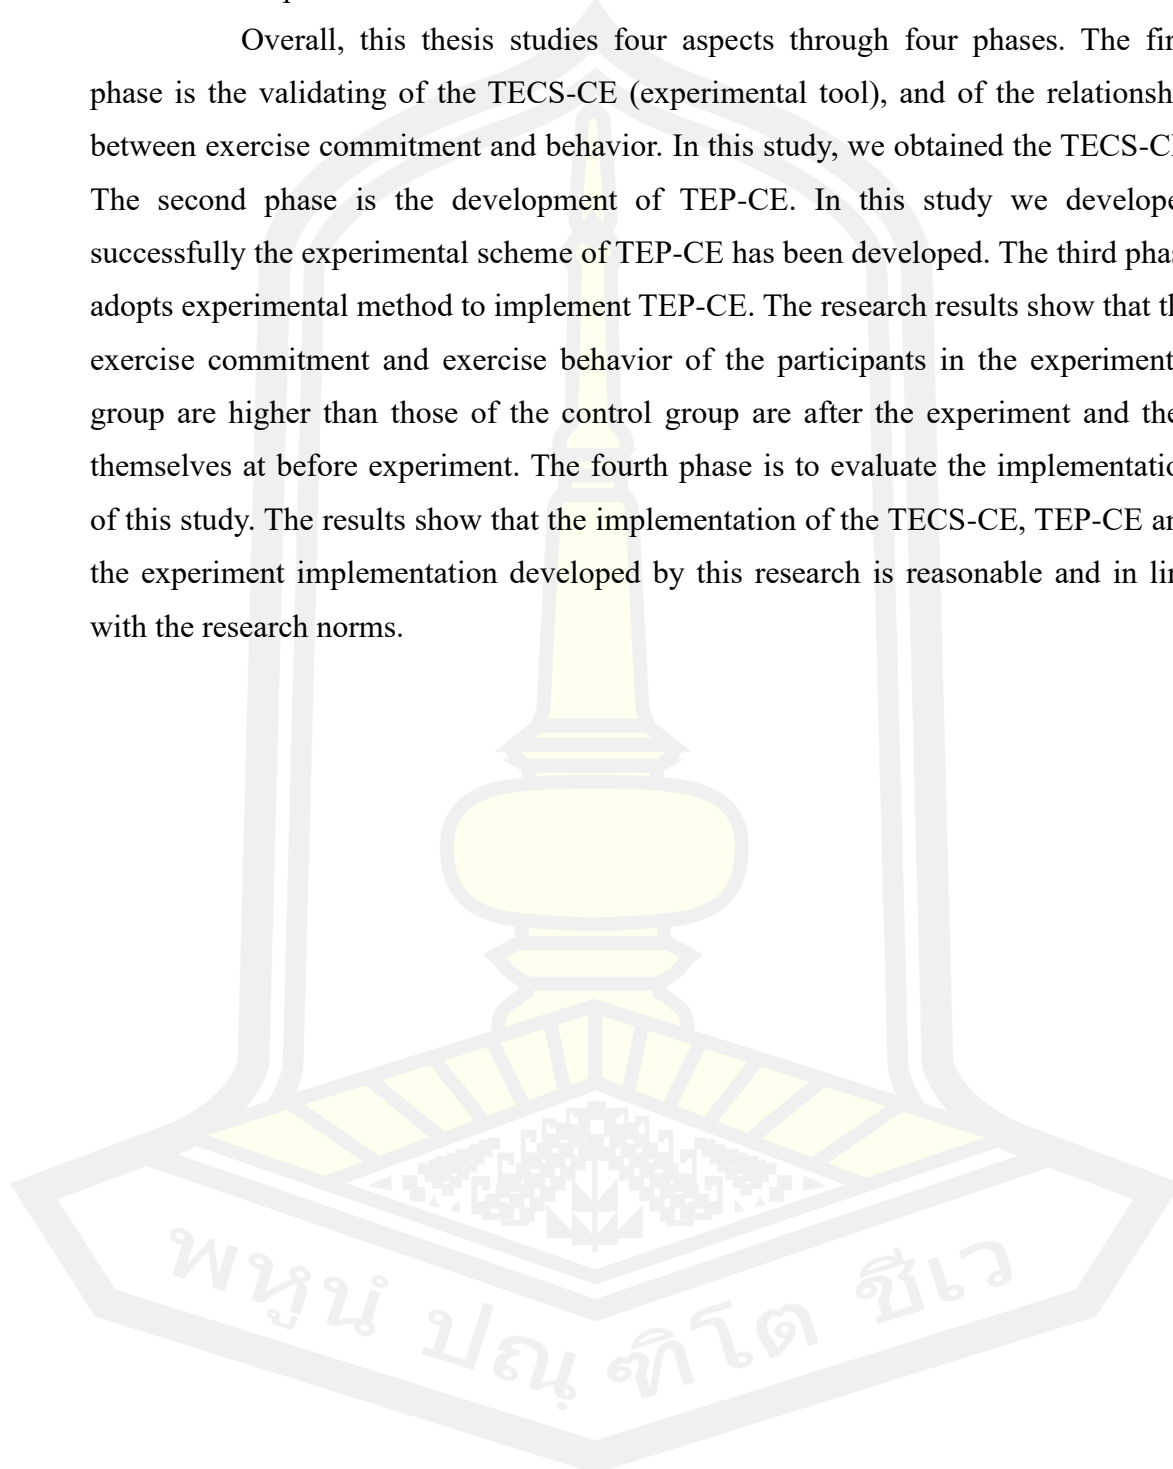 Overall, this thesis studies four aspects through four phases. The fir
phase is the validating of the TECS-CE (experimental tool), and of the relationsh
between exercise commitment and behavior. In this study, we obtained the TECS-C
The second phase is the development of TEP-CE. In this study we develope
successfully the experimental scheme of TEP-CE has been developed. The third phas
adopts experimental method to implement TEP-CE. The research results show that th
exercise commitment and exercise behavior of the participants in the experiment
group are higher than those of the control group are after the experiment and the
themselves at before experiment. The fourth phase is to evaluate the implementatio
of this study. The results show that the implementation of the TECS-CE, TEP-CE an
the experiment implementation developed by this research is reasonable and in lin
with the research norms.
พหูนํ ปณฺฑิโต ชีเว